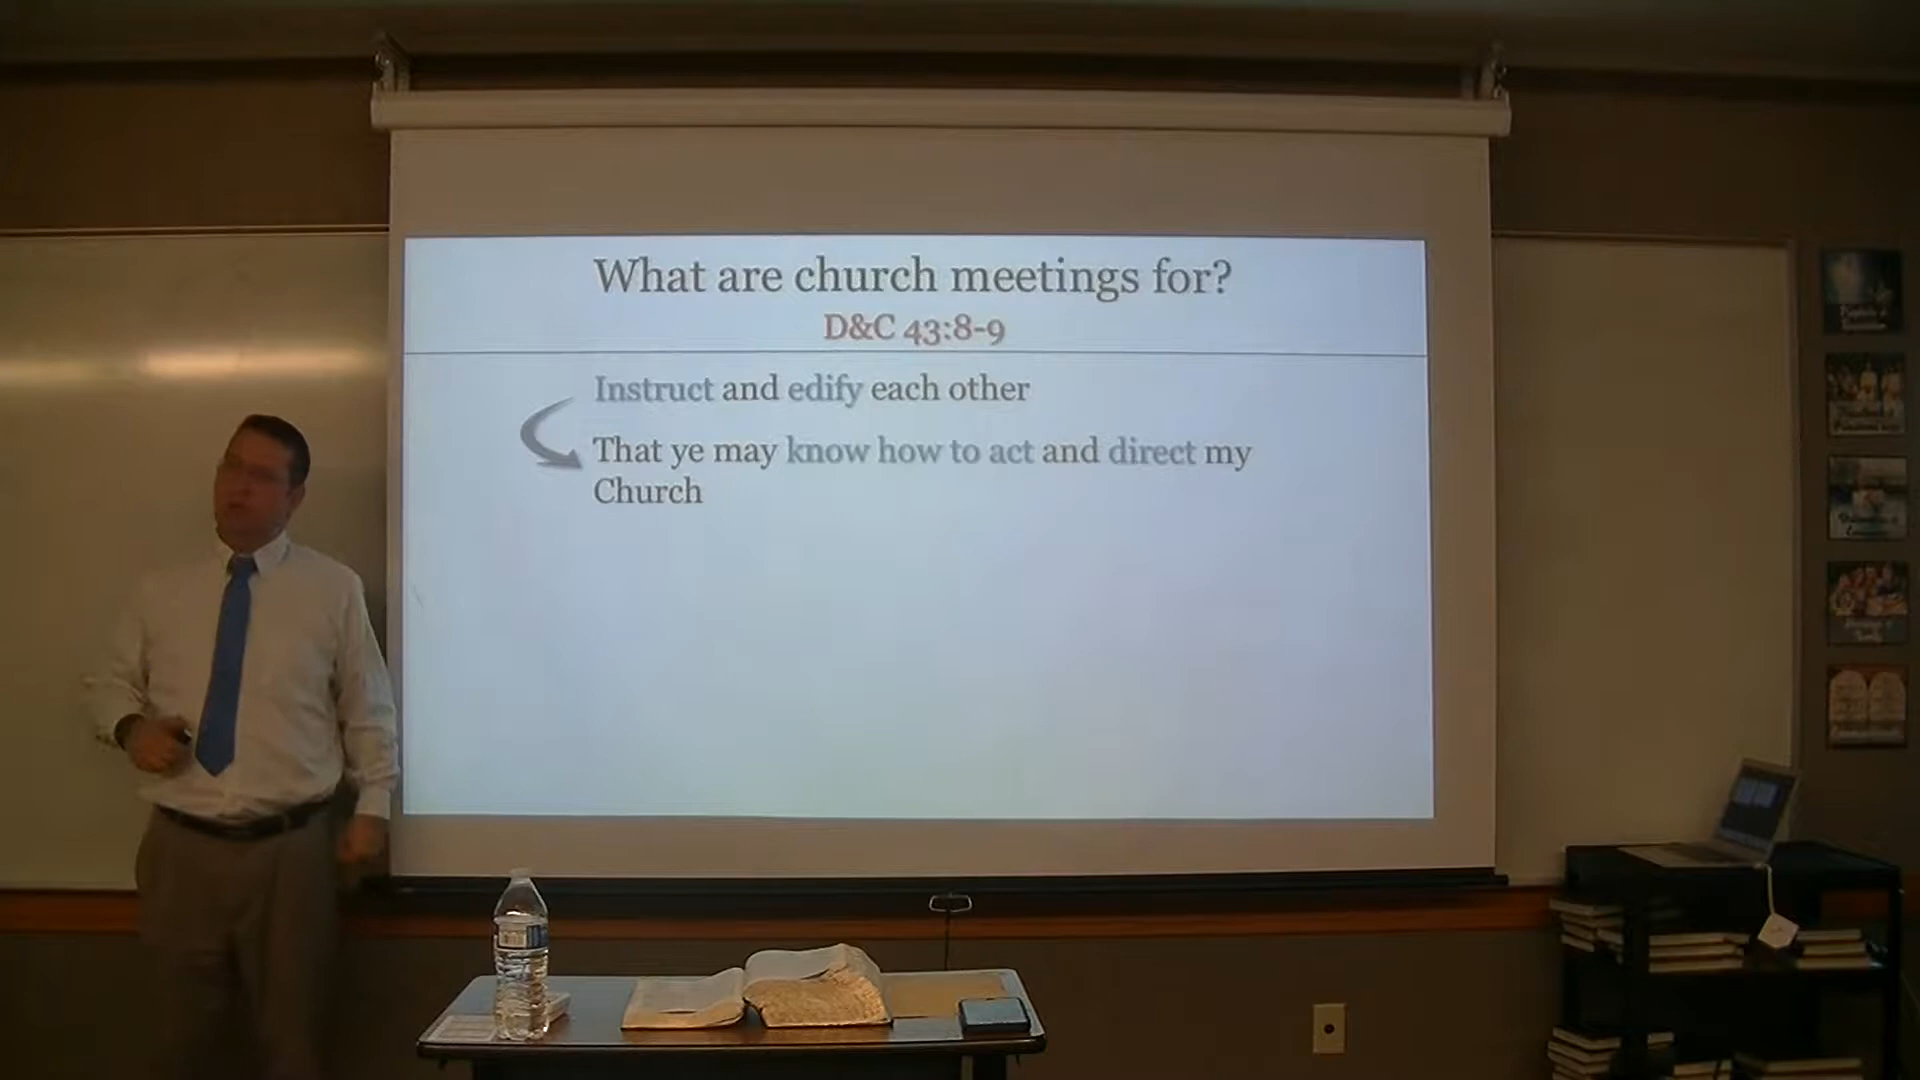 What are church meetings for?
D&C 43:8-9
Instruct and edify each other
That ye may know how to act and direct my
Church